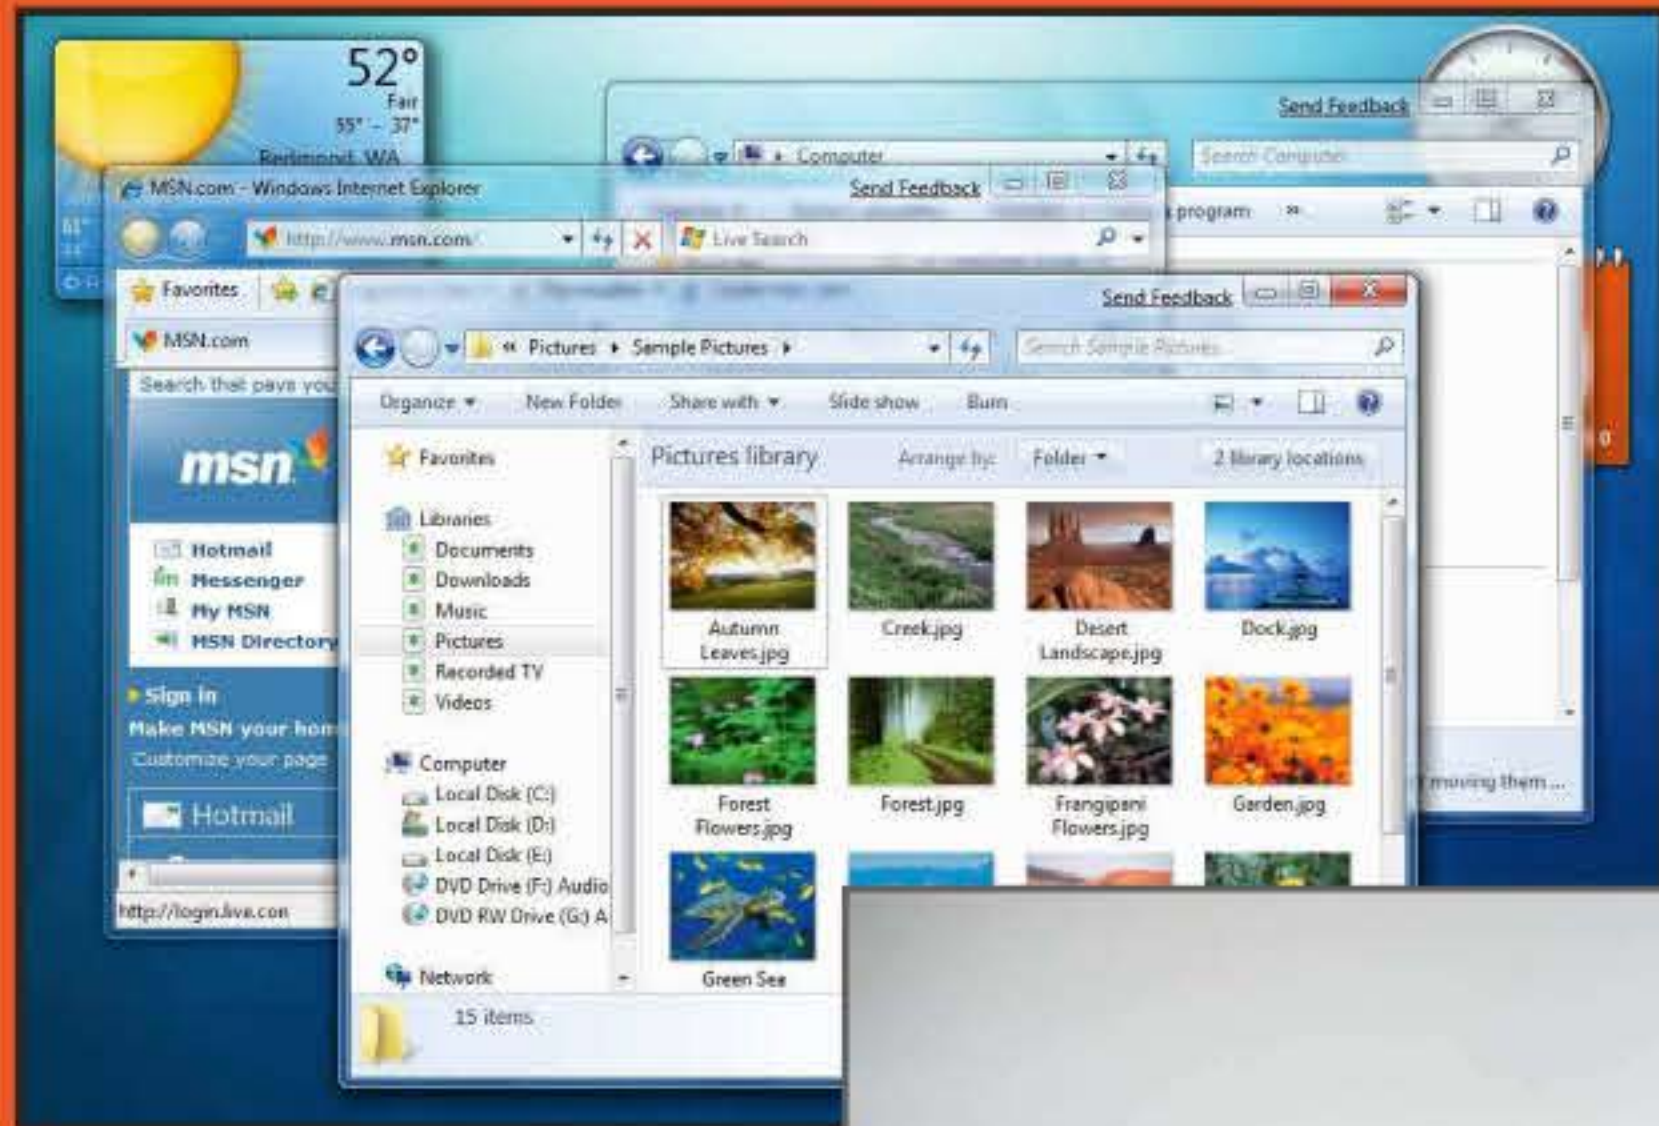 52°
Fair
55° - 37°
Redmond, WA
Send Feedback
Computer
Search Computer
program
MSN.com - Windows Internet Explorer
Send Feedback
http://www.msn.com/
Live Search
Favorites
MSN.com
Search that pays you
msn
Hotmail
Messenger
My MSN
MSN Directory
Sign in
Make MSN your hom
Customize your page
Hotmail
http://login.live.con
Send Feedback
Pictures
Sample Pictures
Search Sample Pictures
Organize
New Folder
Share with
Slide show
Burn
Favorites
Libraries
Documents
Downloads
Music
Pictures
Recorded TV
Videos
Computer
Local Disk (C:)
Local Disk (D:)
Local Disk (E:)
DVD Drive (F:) Audio
DVD RW Drive (G:) A
Network
15 items
Pictures library
Arrange by:
Folder
2 library locations
Autumn
Leaves.jpg
Creek.jpg
Desert
Landscape.jpg
Dock.jpg
Forest
Flowers.jpg
Forest.jpg
Frangipani
Flowers.jpg
Garden.jpg
Green Sea
moving them ...
0